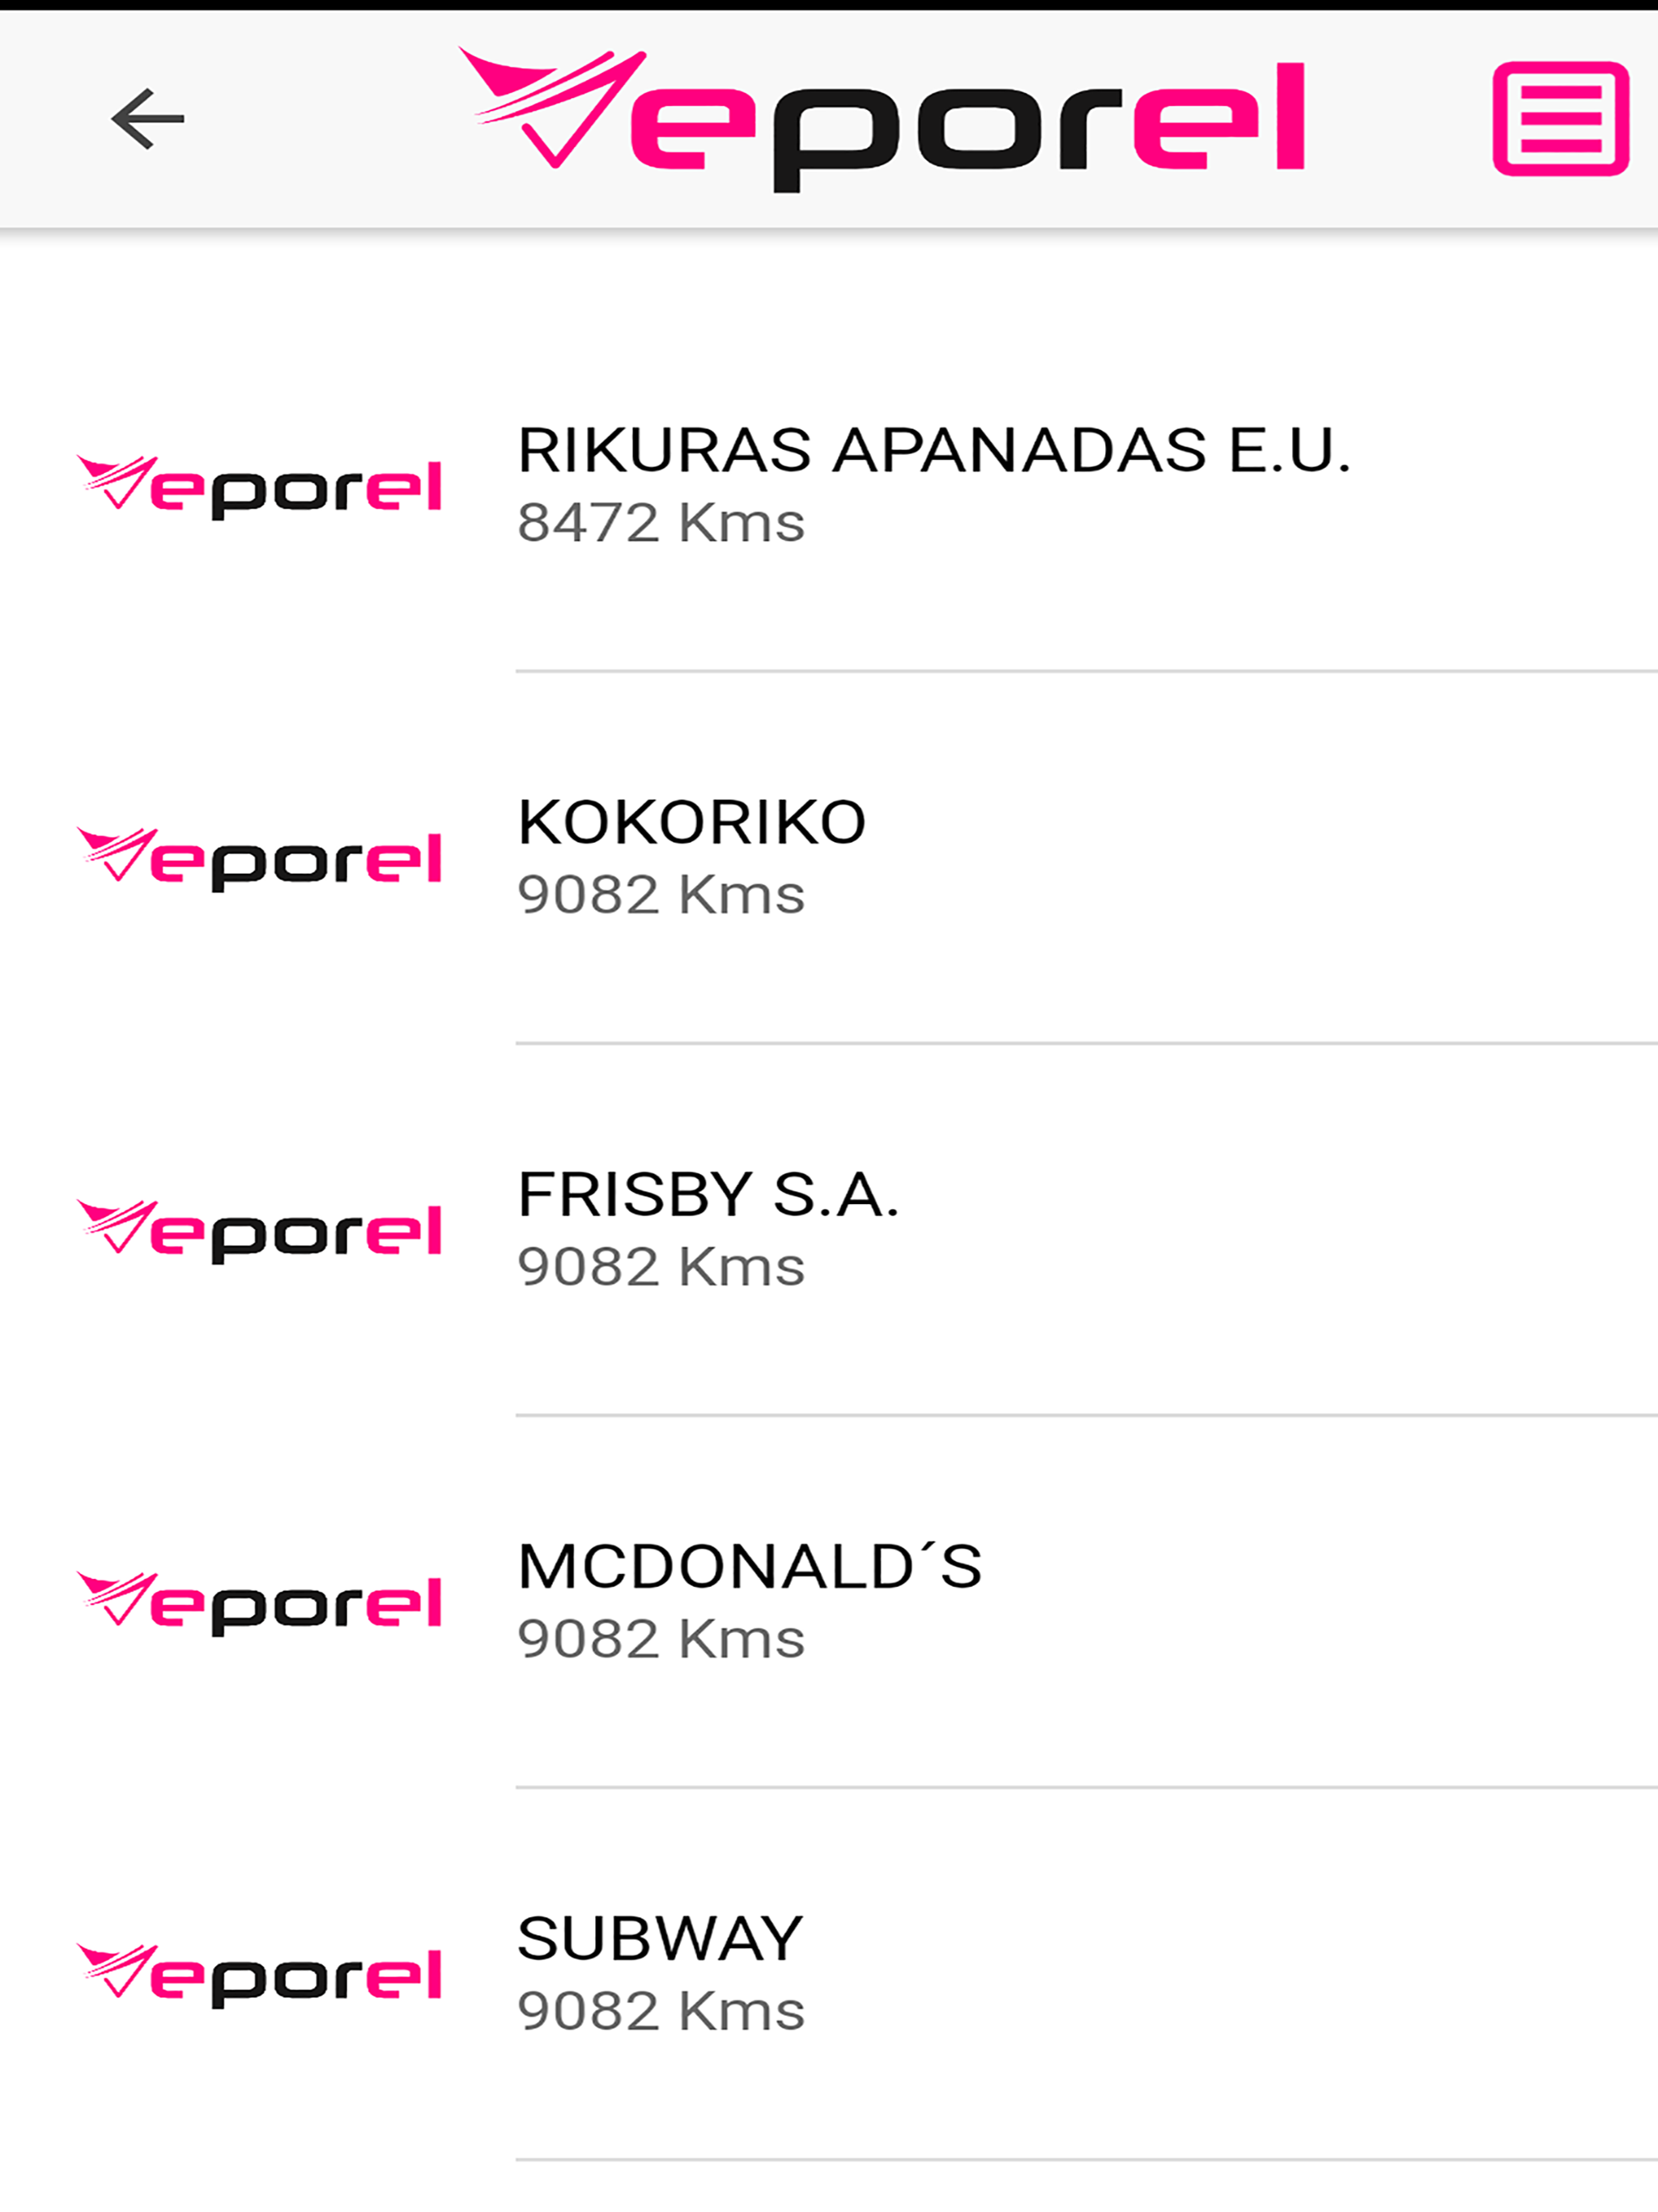 Veporel
Veporel
RIKURAS APANADAS E.U.
8472 Kms
Veporel
KOKORIKO
9082 Kms
Veporel
FRISBY S.A.
9082 Kms
Veporel
MCDONALD´S
9082 Kms
Veporel
SUBWAY
9082 Kms